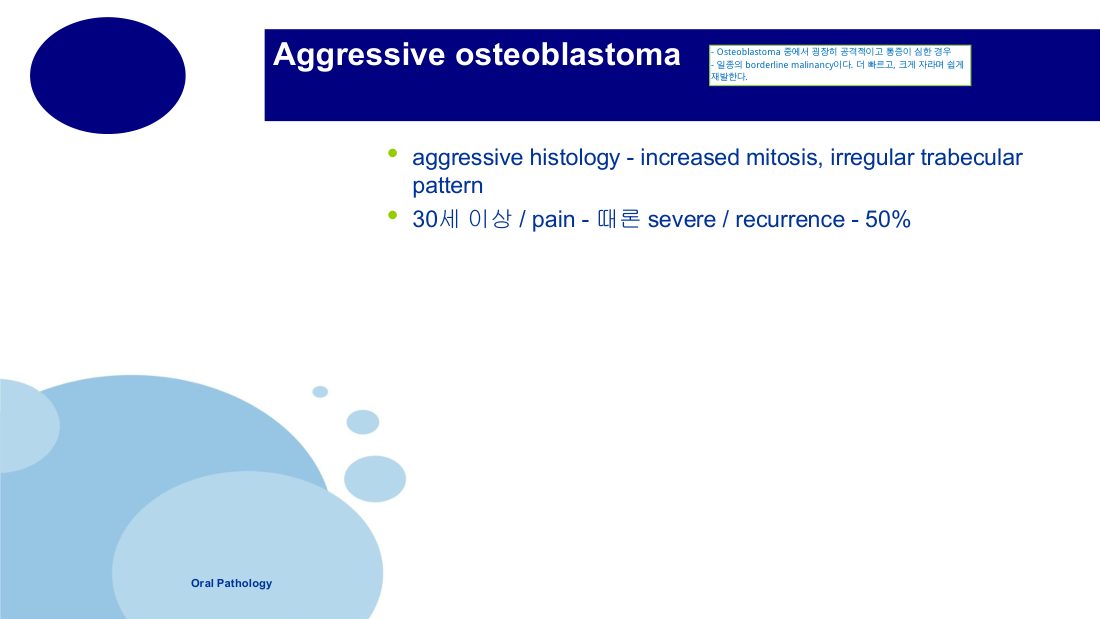 Aggressive osteoblastoma
- Osteoblastoma 중에서 굉장히 공격적이고 통증이 심한 경우
- 일종의 borderline malinancy이다. 더 빠르고, 크게 자라며 쉽게
재발한다.
• aggressive histology - increased mitosis, irregular trabecular
pattern
• 30세 이상 / pain - 때론 severe / recurrence - 50%
Oral Pathology